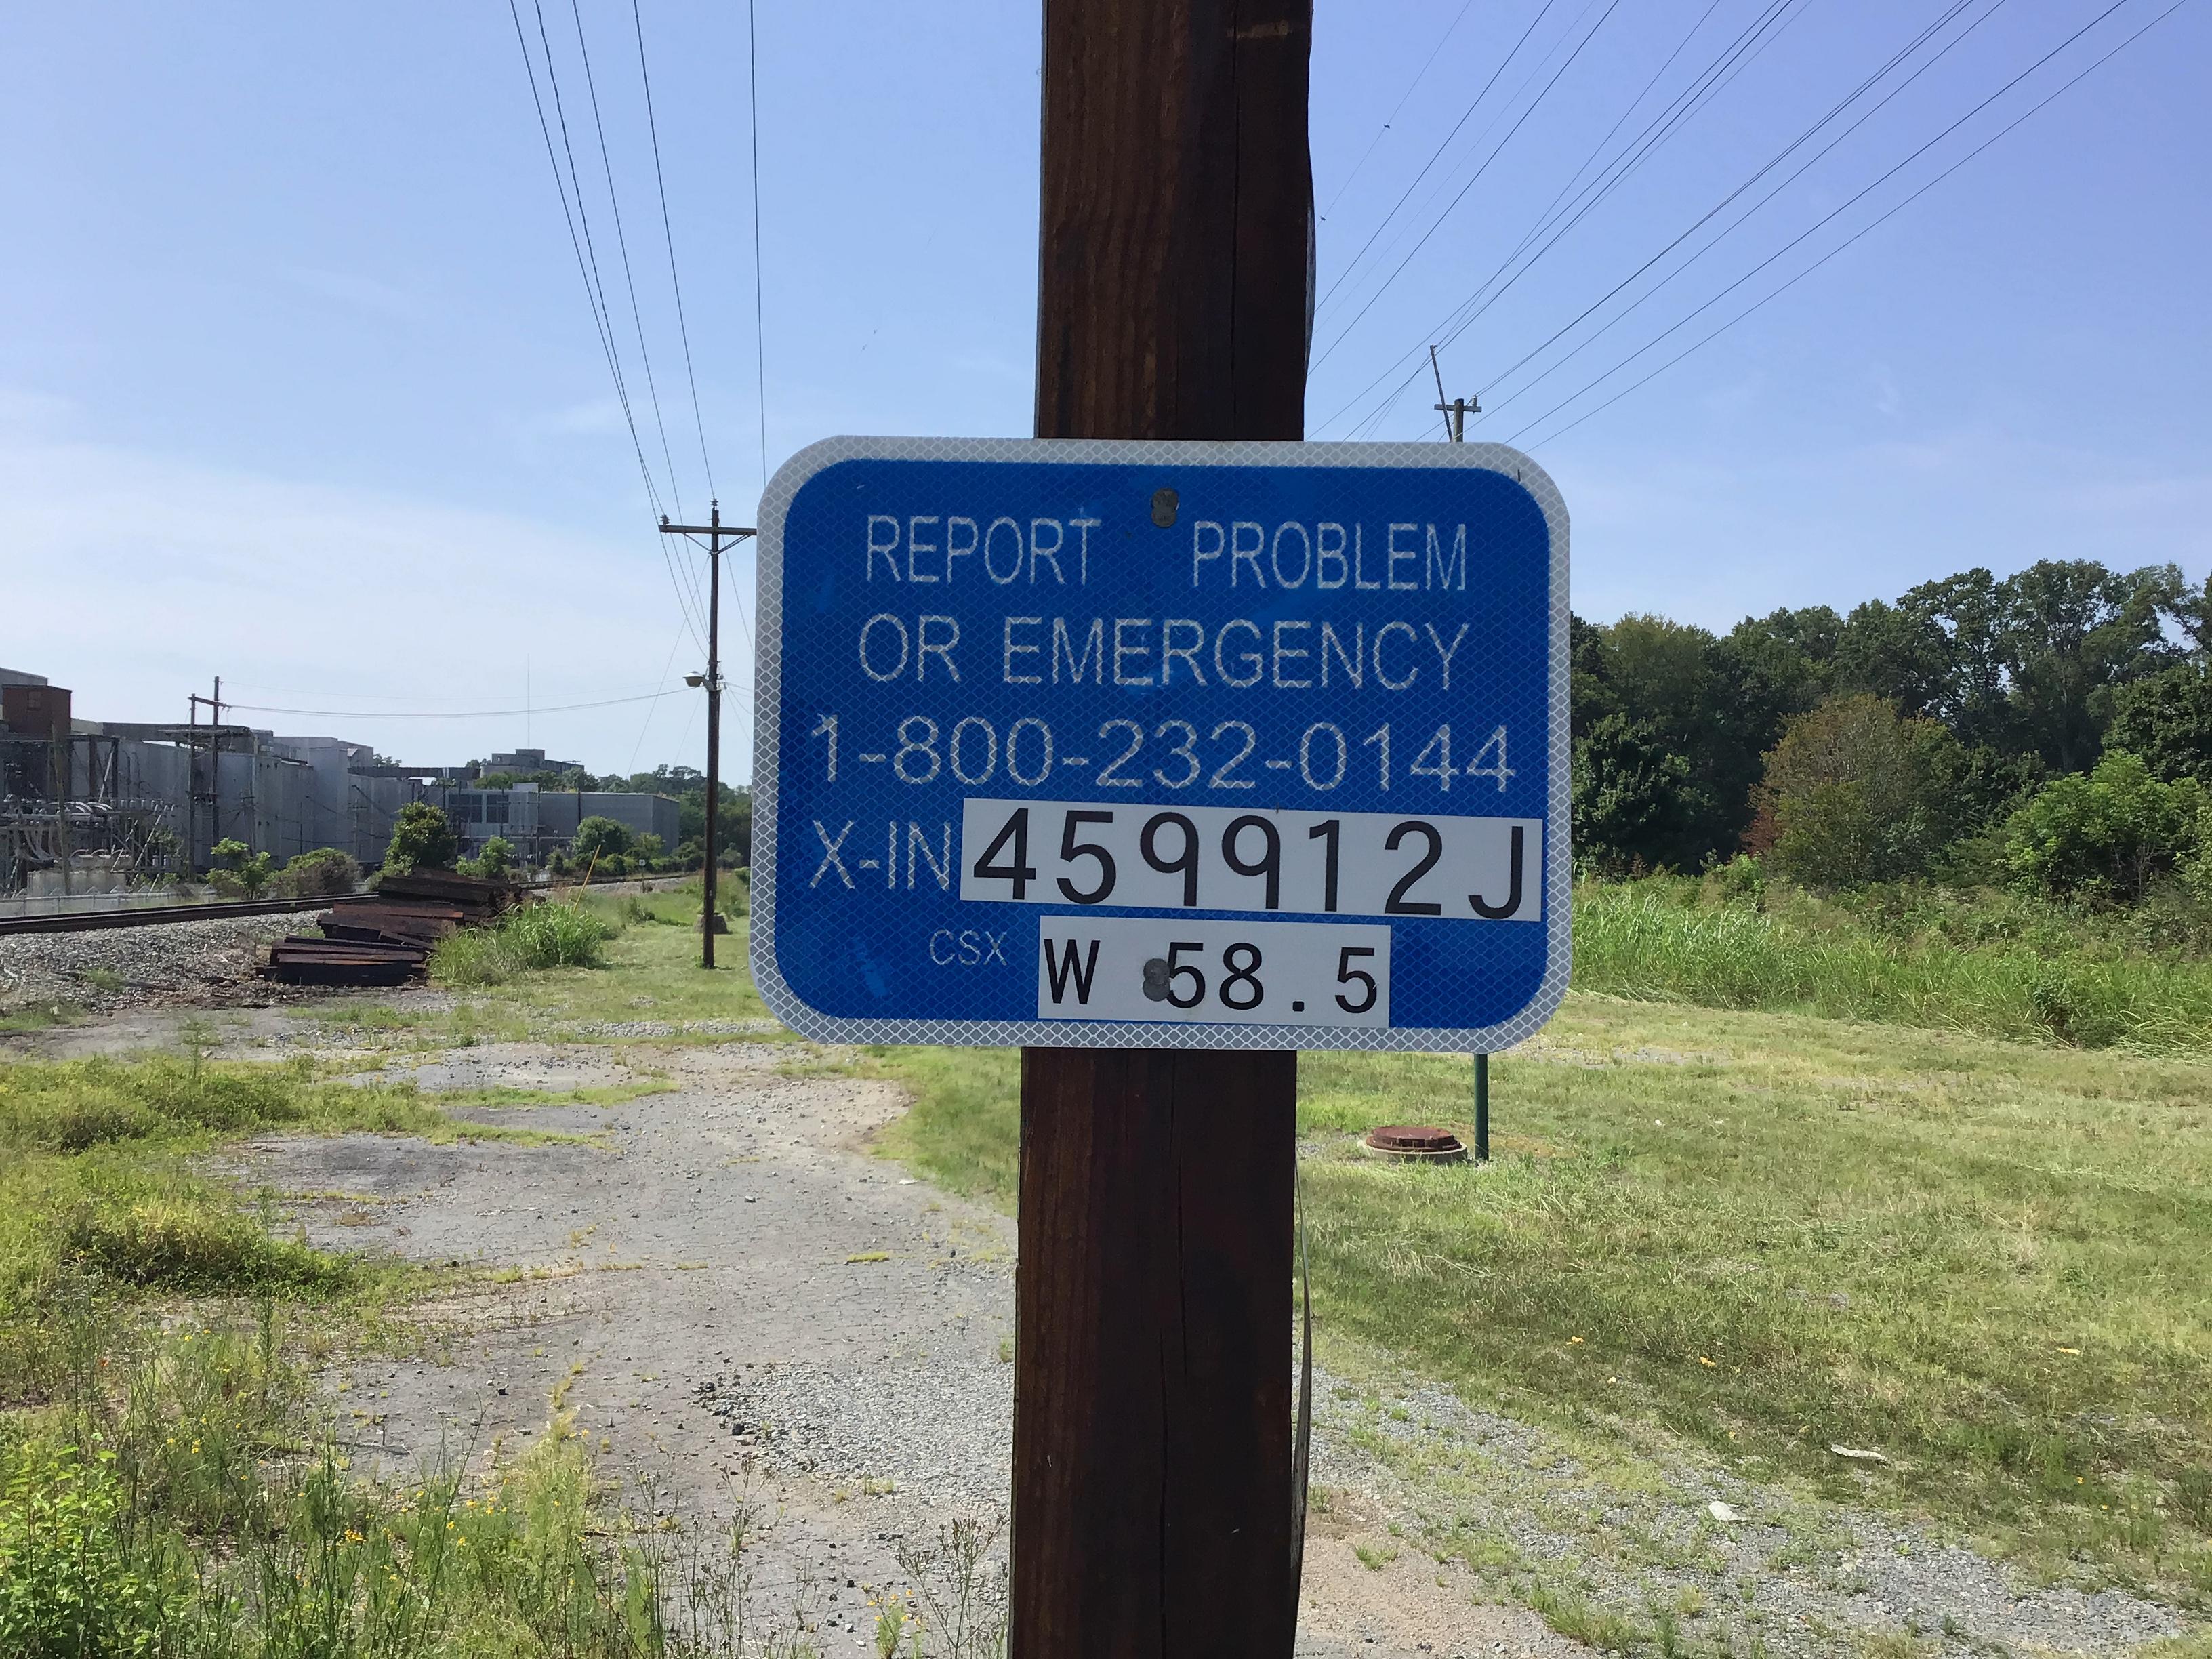 REPORT PROBLEM
OR EMERGENCY
1-800-232-0144
X-IN 459912J
CSX W 58.5